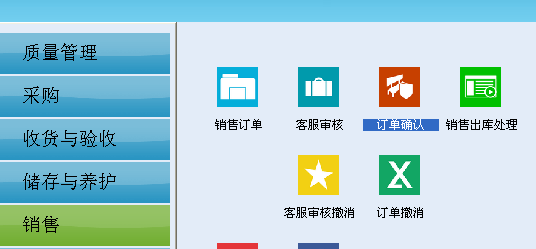 质量管理
采购
收货与验收
储存与养护
销售
销售订单
客服审核
订单确认
销售出库处理
客服审核撤消
订单撤消